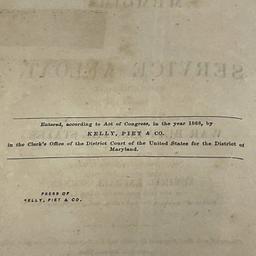 Entered, according to Act of Congress, in the year 1868, by
KELLY, PIET & CO.
in the Clerk's Office of the District Court of the United States for the District of
Maryland.
PRESS OF
KELLY, PIET & CO.